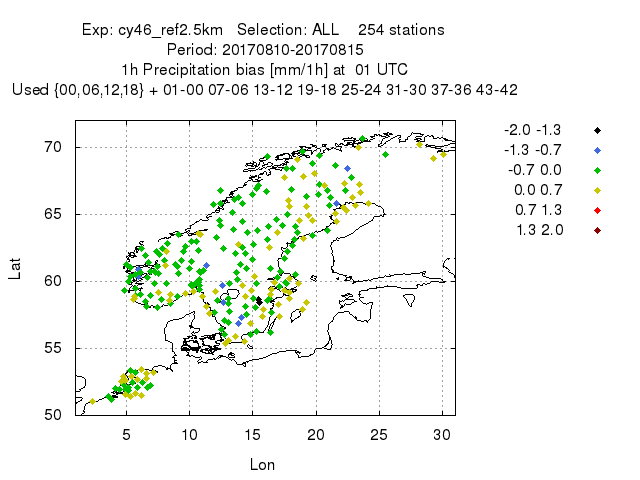 Exp: cy46_ref2.5km   Selection: ALL    254 stations
Period: 20170810-20170815
1h Precipitation bias [mm/1h] at  01 UTC
Used {00,06,12,18} + 01-00 07-06 13-12 19-18 25-24 31-30 37-36 43-42
-2.0 -1.3
-1.3 -0.7
-0.7 0.0
0.0 0.7
0.7 1.3
1.3 2.0
70
65
60
55
50
Lat
5 10 15 20 25 30
Lon